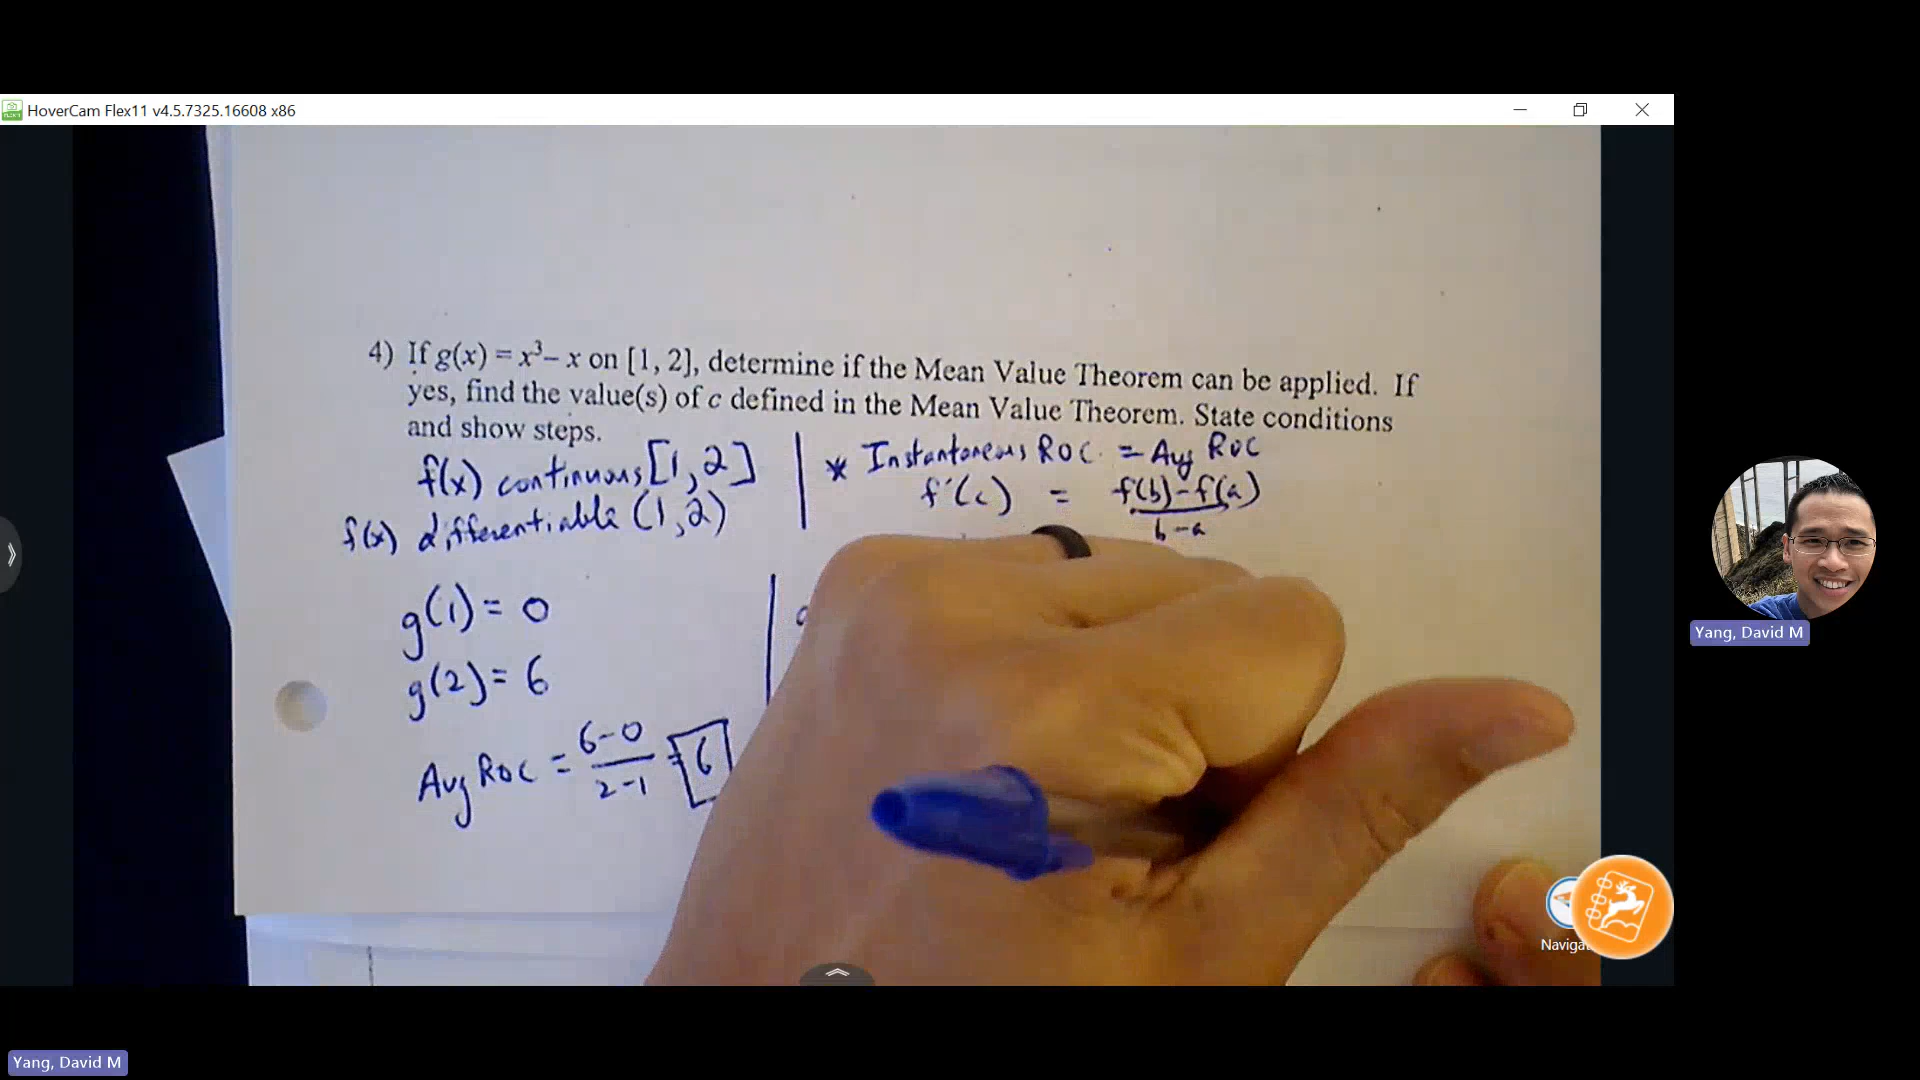 HoverCam Flex11 v4.5.7325.16608 x86
4) If g(x) = x³– x on [1, 2], determine if the Mean Value Theorem can be applied. If
yes, find the value(s) of c defined in the Mean Value Theorem. State conditions
and show steps.
f(x) continuous [1,2]
f(x) differentiable (1,2)
* Instantaneous ROC = Avg ROC
f'(c) = f(b)-f(a)
b-a
g(1) = 0
g(2) = 6
Avg ROC = 6-0 = 6
2-1
Yang, David M
Yang, David M